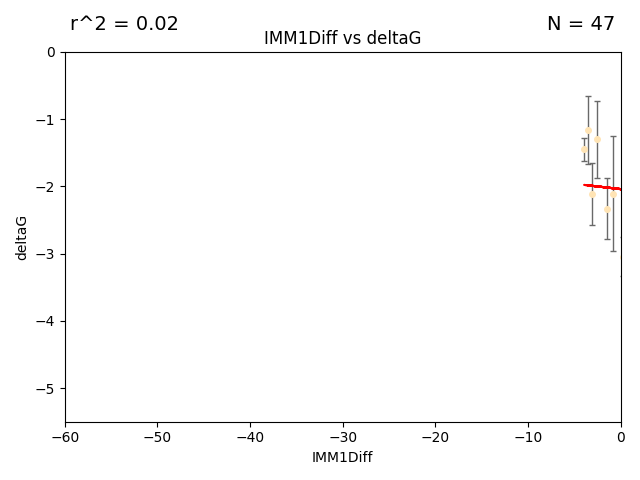 r^2 = 0.02
N = 47
IMM1Diff vs deltaG
deltaG
0
−1
−2
−3
−4
−5
−60
−50
−40
−30
−20
−10
0
IMM1Diff